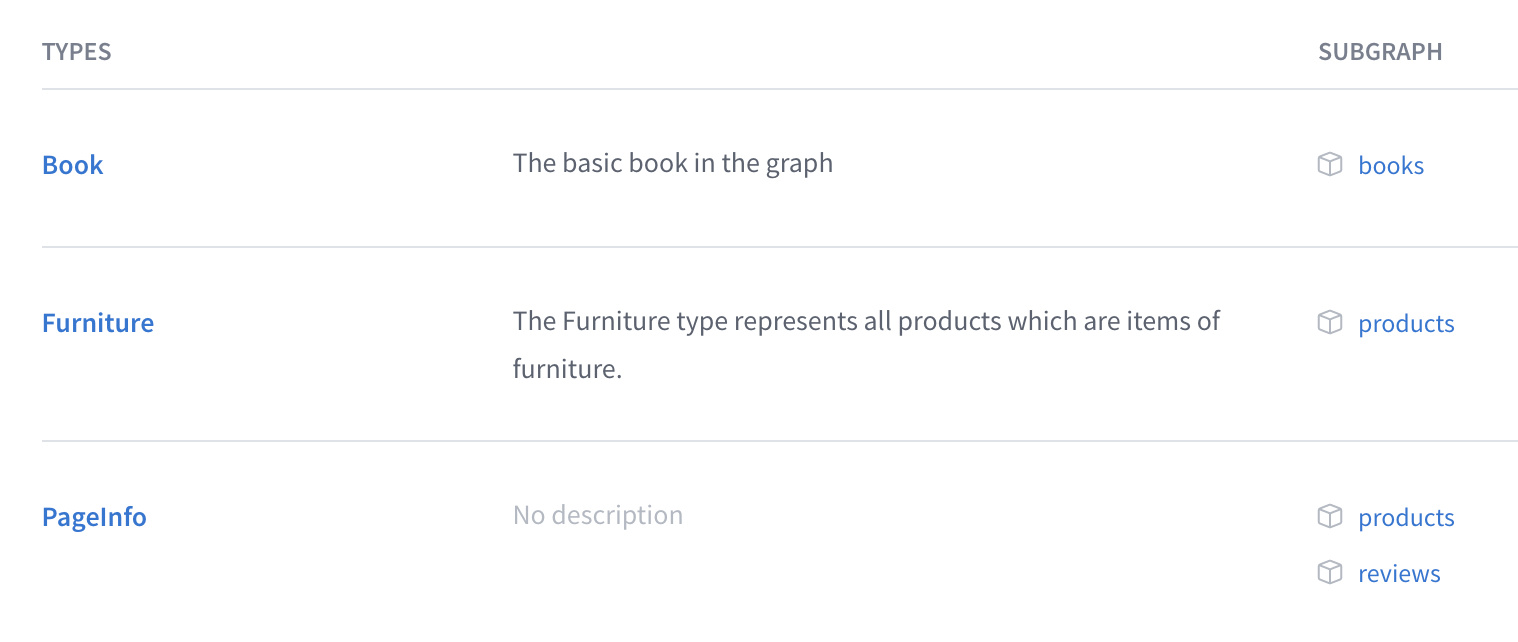 TYPES SUBGRAPH
Book The basic book in the graph books
Furniture The Furniture type represents all products which are items of products
furniture.
PageInfo No description products
reviews